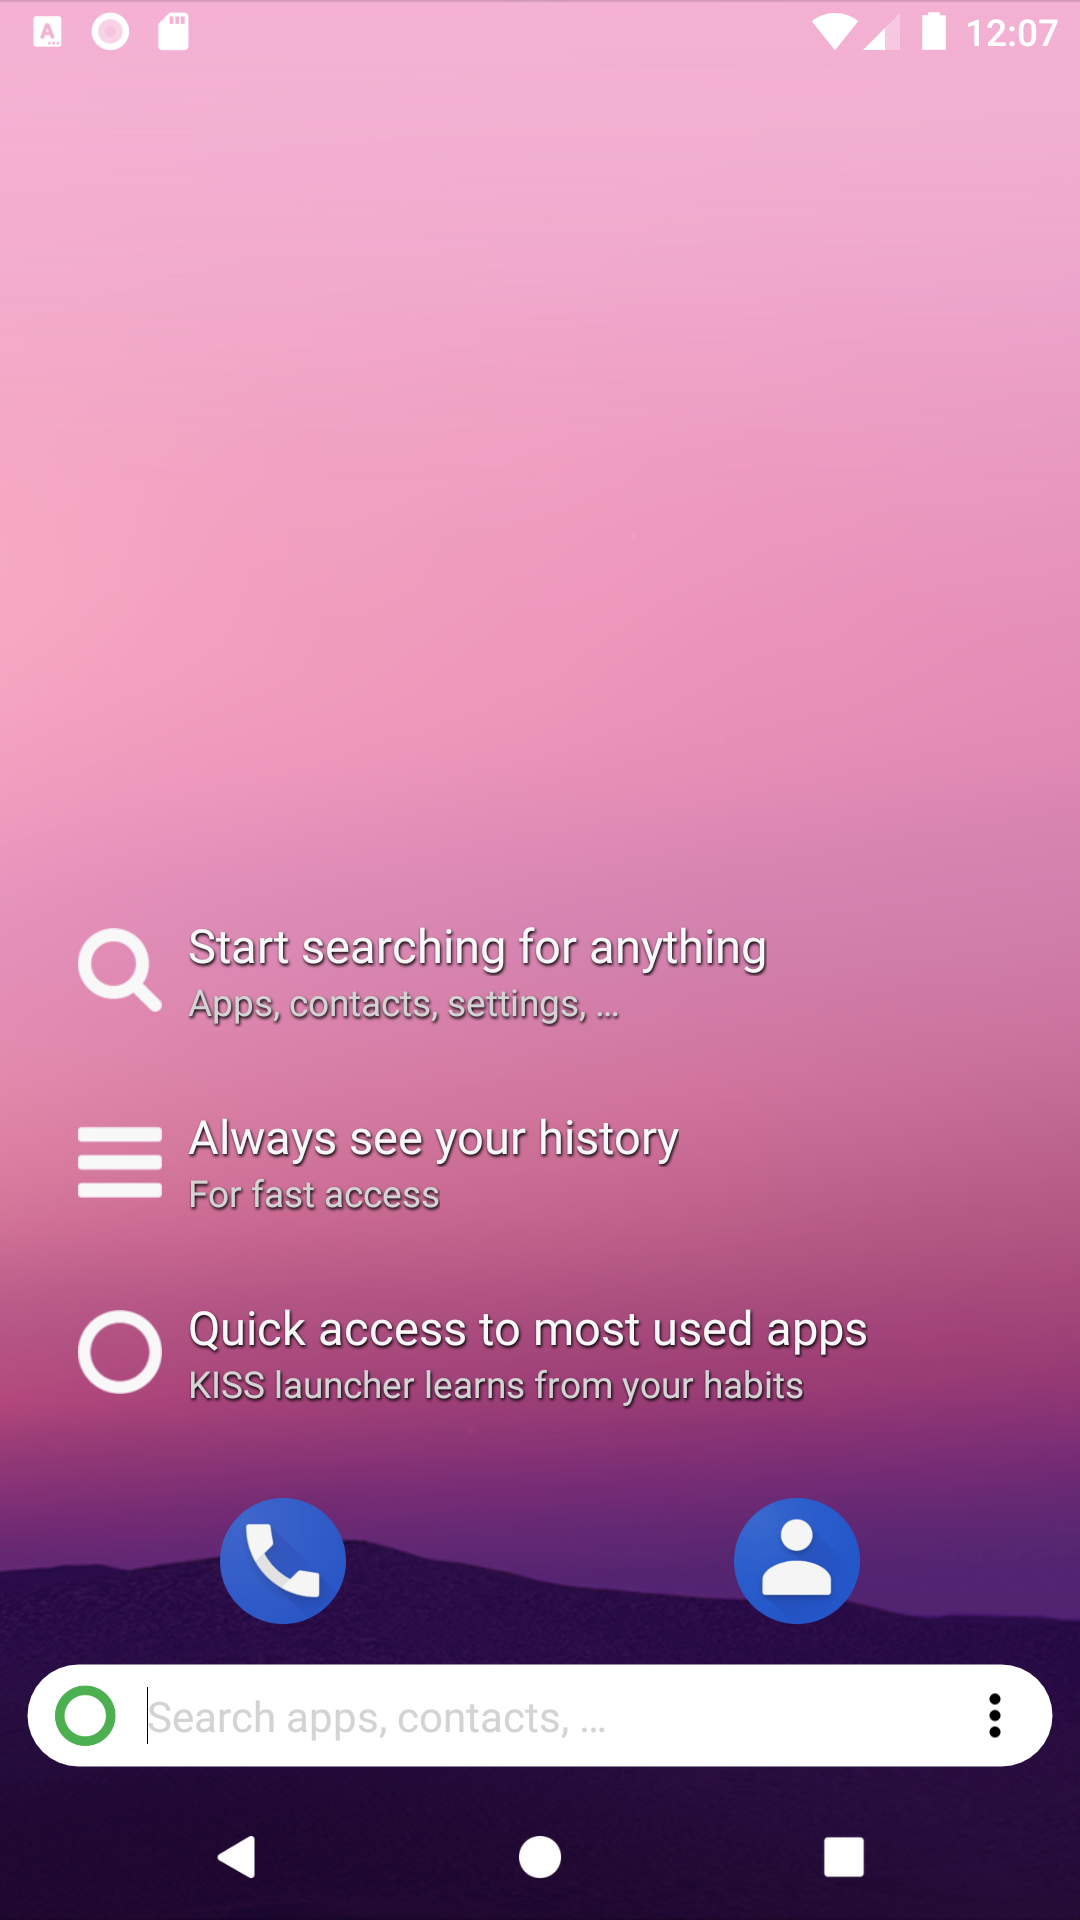 12:07
Start searching for anything
Apps, contacts, settings, …
Always see your history
For fast access
Quick access to most used apps
KISS launcher learns from your habits
Search apps, contacts, …